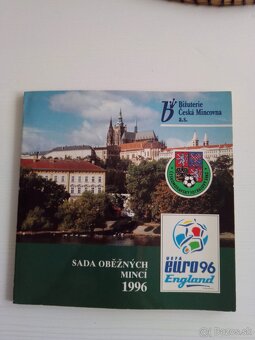 Bižuterie
Česká Mincovna
a.s.
SADA OBĚŽNÝCH
MINCÍ
1996
UEFA
euro96
England